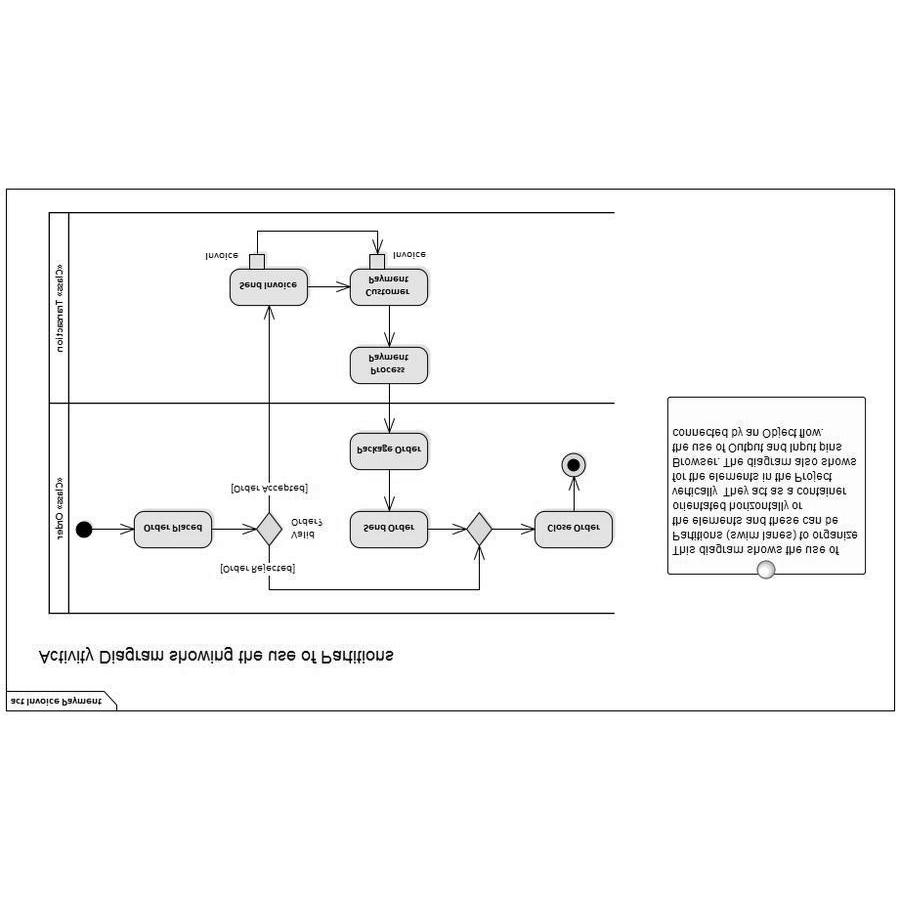 act Invoice Payment
Activity Diagram showing the use of Partitions
«Class» Order
[Order Rejected]
Order Placed
Valid
Order?
Send Order
Close Order
[Order Accepted]
Package Order
«Class» Transaction
Process
Payment
Send Invoice
Customer
Payment
Invoice
Invoice
This diagram shows the use of
Partitions (swim lanes) to organize
the elements and these can be
orientated horizontally or
vertically. They act as a container
for the elements in the Project
Browser. The diagram also shows
the use of Output and Input pins
connected by an Object flow.